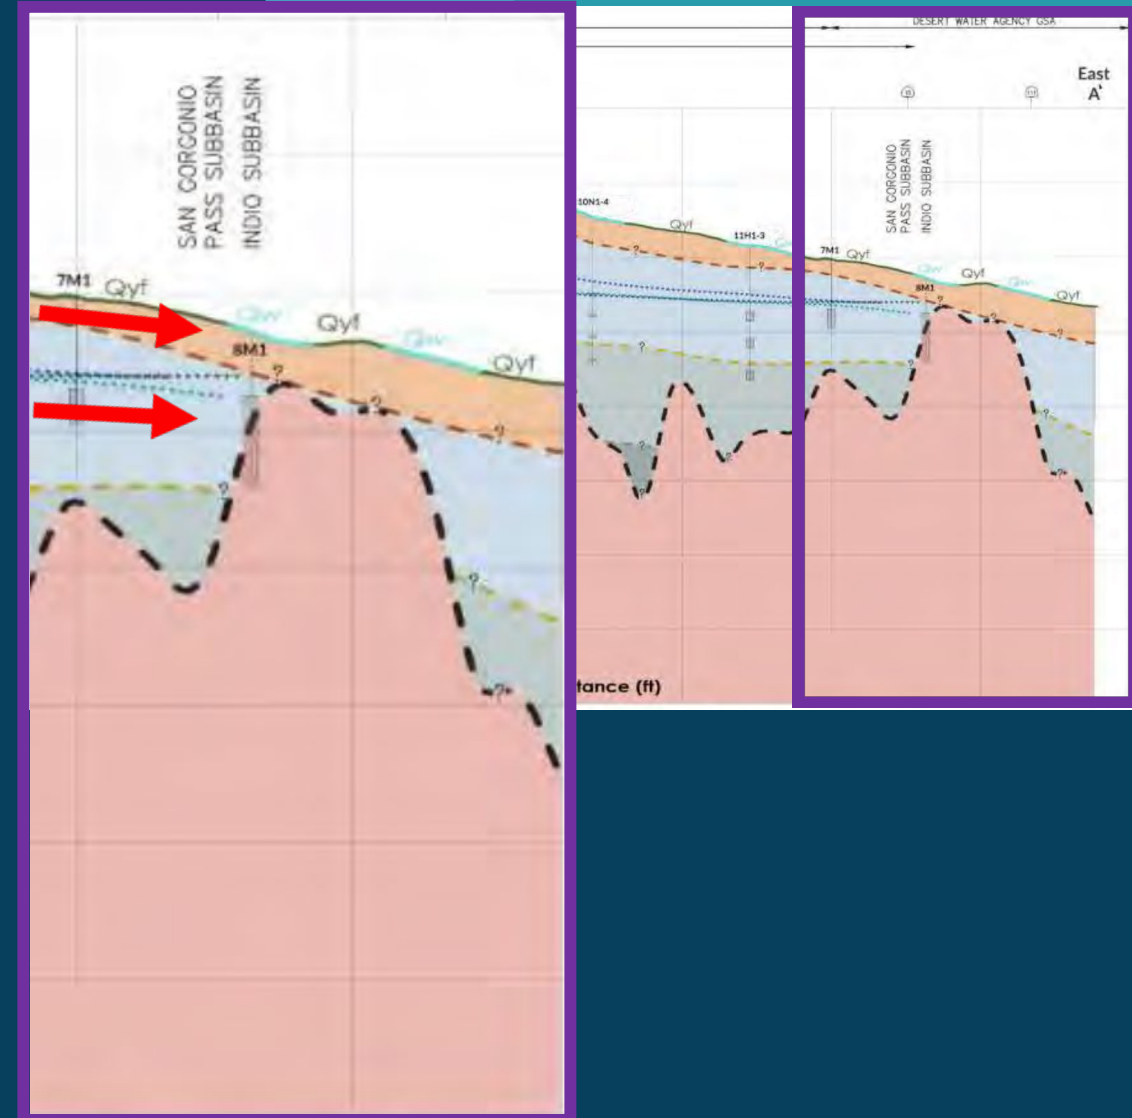 SAN GORGONIO
PASS SUBBASIN
INDIO SUBBASIN
7M1
Qyf
Qw
Qyf
8M1
?
Qw
Qyf
?
?
?
?
?
DESERT WATER AGENCY GSA
East
A'
SAN GORGONIO
PASS SUBBASIN
INDIO SUBBASIN
10N1-4
Qyf
11H1-3
7M1
Qyf
Qw
Qyf
Qw
Qyf
8M1
?
?
?
?
?
?
?
?
?
?
?
?
?
tance (ft)